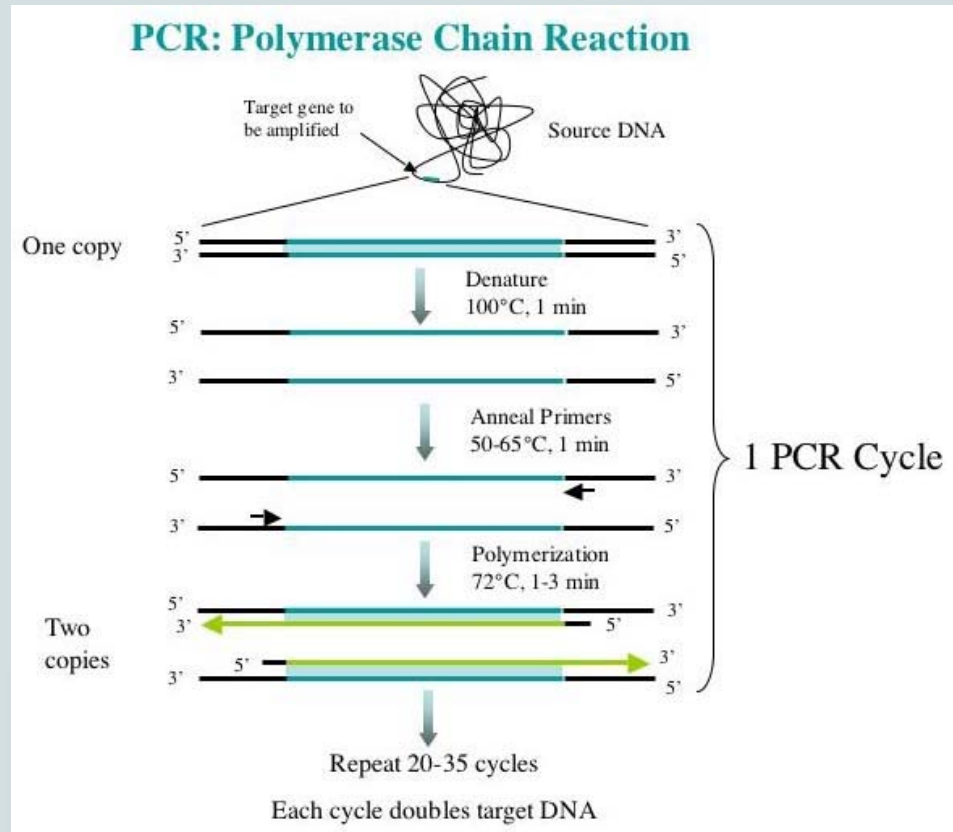 PCR: Polymerase Chain Reaction
Target gene to
be amplified
Source DNA
One copy
5’
3’
3’
5’
Denature
100°C, 1 min
5’
3’
3’
5’
Anneal Primers
50-65°C, 1 min
1 PCR Cycle
5’
3’
3’
5’
Polymerization
72°C, 1-3 min
Two
copies
5’
3’
3’
5’
5’
3’
3’
5’
Repeat 20-35 cycles
Each cycle doubles target DNA